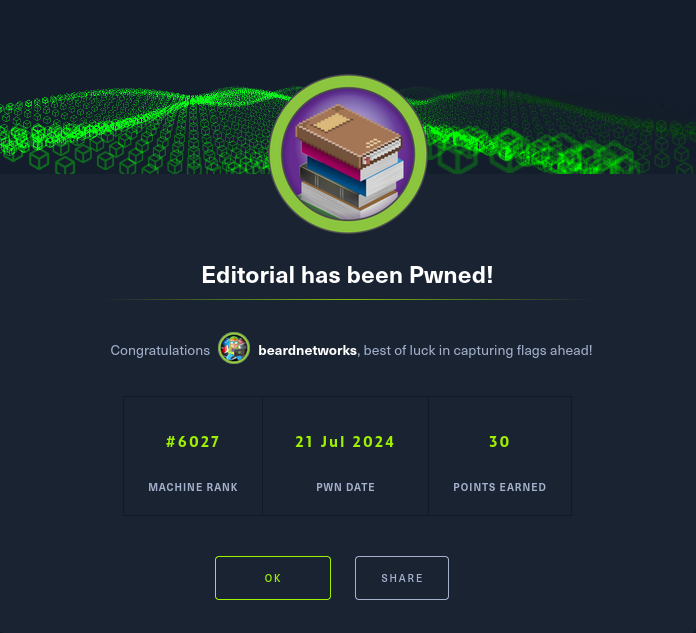 Editorial has been Pwned!
Congratulations beardnetworks, best of luck in capturing flags ahead!
#6027 21 Jul 2024 30
MACHINE RANK PWN DATE POINTS EARNED
OK SHARE